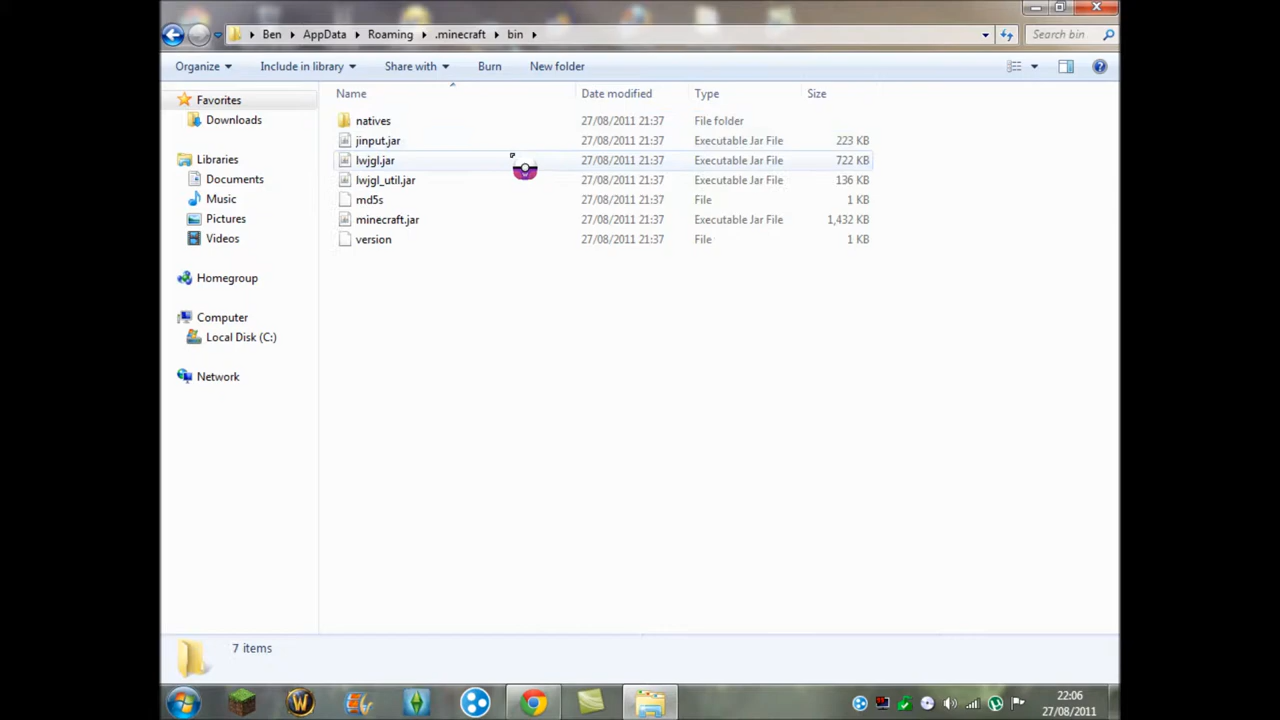 Ben AppData Roaming .minecraft bin Search bin
Organize Include in library Share with Burn New folder
Name Date modified Type Size
Favorites
Downloads
Libraries
Documents
Music
Pictures
Videos
Homegroup
Computer
Local Disk (C:)
Network
natives 27/08/2011 21:37 File folder
jinput.jar 27/08/2011 21:37 Executable Jar File 223 KB
lwjgl.jar 27/08/2011 21:37 Executable Jar File 722 KB
lwjgl_util.jar 27/08/2011 21:37 Executable Jar File 136 KB
md5s 27/08/2011 21:37 File 1 KB
minecraft.jar 27/08/2011 21:37 Executable Jar File 1,432 KB
version 27/08/2011 21:37 File 1 KB
7 items
22:06
27/08/2011